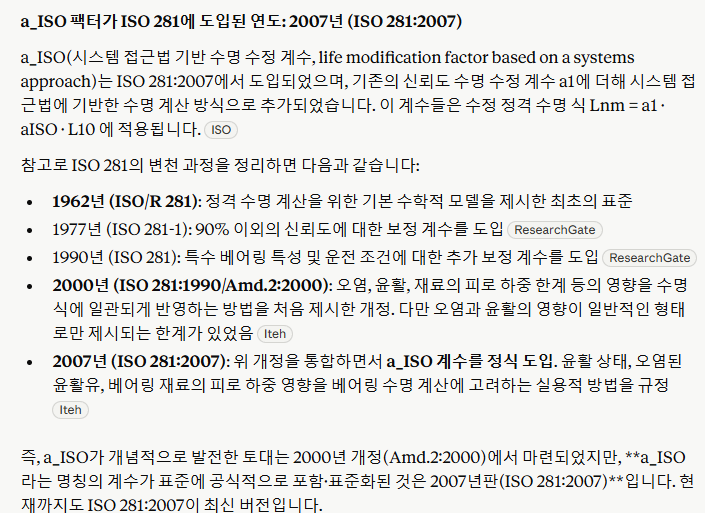 a_ISO 팩터가 ISO 281에 도입된 연도: 2007년 (ISO 281:2007)
a_ISO(시스템 접근법 기반 수명 수정 계수, life modification factor based on a systems
approach)는 ISO 281:2007에서 도입되었으며, 기존의 신뢰도 수명 수정 계수 a1에 더해 시스템 접
근법에 기반한 수명 계산 방식으로 추가되었습니다. 이 계수들은 수정 정격 수명 식 Lnm = a1 ·
aISO · L10 에 적용됩니다. ISO
참고로 ISO 281의 변천 과정을 정리하면 다음과 같습니다:
• 1962년 (ISO/R 281): 정격 수명 계산을 위한 기본 수학적 모델을 제시한 최초의 표준
• 1977년 (ISO 281-1): 90% 이외의 신뢰도에 대한 보정 계수를 도입 ResearchGate
• 1990년 (ISO 281): 특수 베어링 특성 및 운전 조건에 대한 추가 보정 계수를 도입 ResearchGate
• 2000년 (ISO 281:1990/Amd.2:2000): 오염, 윤활, 재료의 피로 하중 한계 등의 영향을 수명
식에 일관되게 반영하는 방법을 처음 제시한 개정. 다만 오염과 윤활의 영향이 일반적인 형태
로만 제시되는 한계가 있었음 Iteh
• 2007년 (ISO 281:2007): 위 개정을 통합하면서 a_ISO 계수를 정식 도입. 윤활 상태, 오염된
윤활유, 베어링 재료의 피로 하중 영향을 베어링 수명 계산에 고려하는 실용적 방법을 규정
Iteh
즉, a_ISO가 개념적으로 발전한 토대는 2000년 개정(Amd.2:2000)에서 마련되었지만, **a_ISO
라는 명칭의 계수가 표준에 공식적으로 포함·표준화된 것은 2007년판(ISO 281:2007)**입니다. 현
재까지도 ISO 281:2007이 최신 버전입니다.